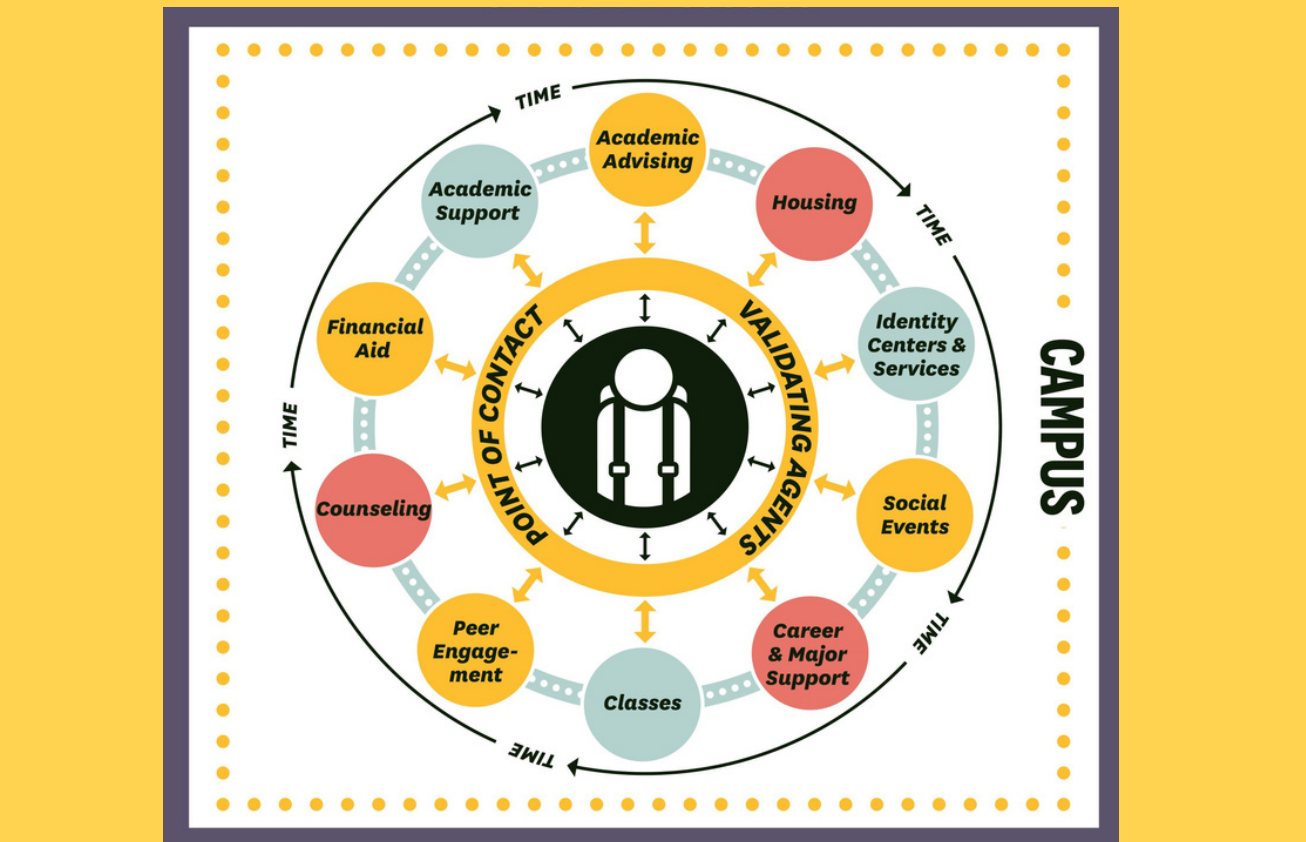 TIME
Academic
Advising
Academic
Support
Housing
TIME
Financial
Aid
Identity
Centers &
Services
POINT OF CONTACT
VALIDATING AGENTS
CAMPUS
TIME
Counseling
Social
Events
Peer
Engage-
ment
Career
& Major
Support
TIME
Classes
TIME